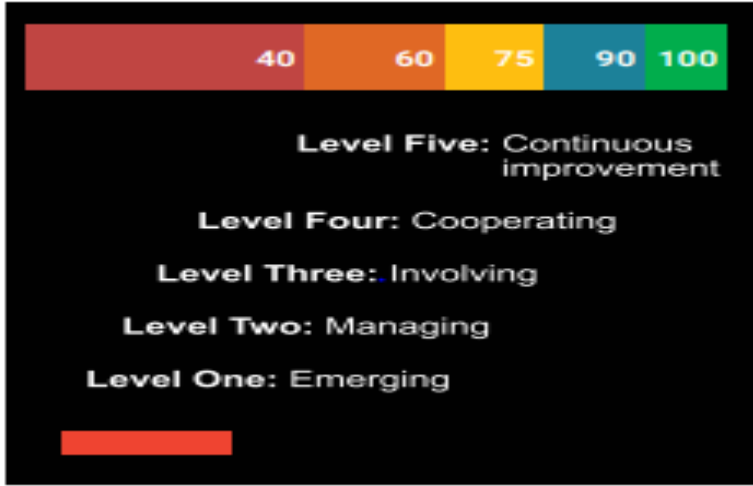 40 60 75 90 100
Level Five: Continuous
improvement
Level Four: Cooperating
Level Three: Involving
Level Two: Managing
Level One: Emerging